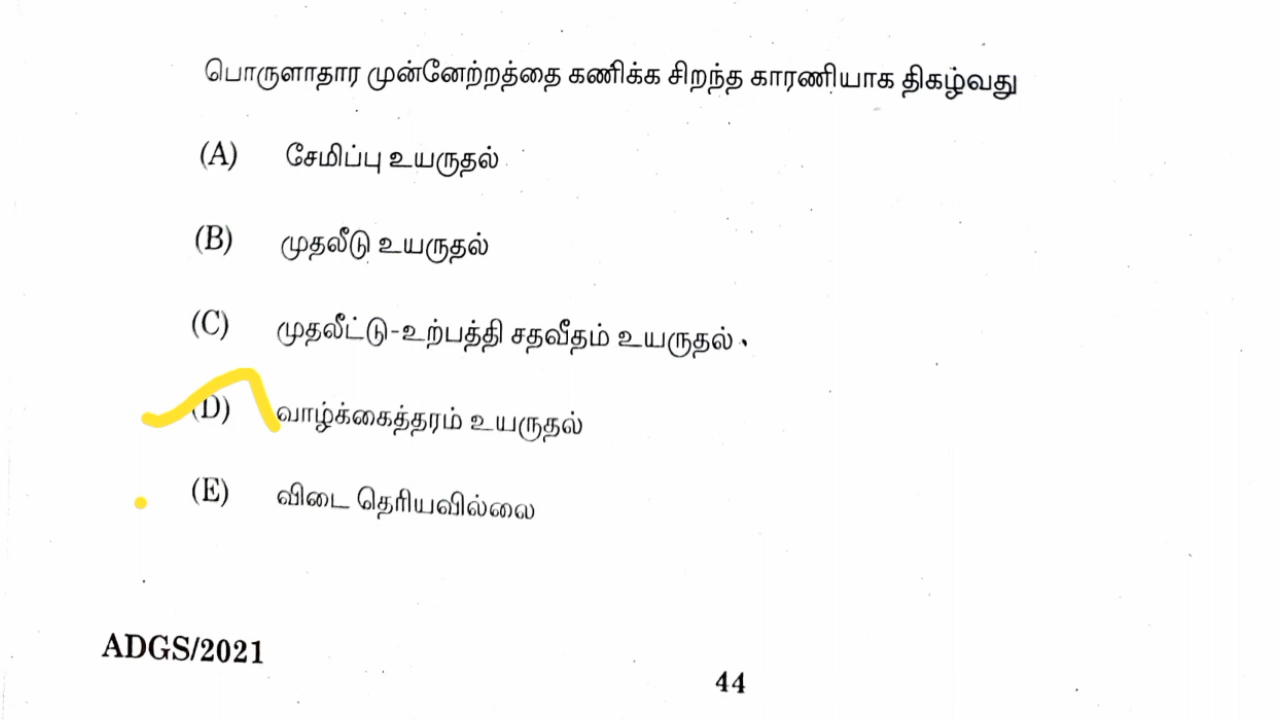 பொருளாதார முன்னேற்றத்தை கணிக்க சிறந்த காரணியாக திகழ்வது
(A) சேமிப்பு உயருதல்
(B) முதலீடு உயருதல்
(C) முதலீட்டு-உற்பத்தி சதவீதம் உயருதல்
(D) வாழ்க்கைத்தரம் உயருதல்
(E) விடை தெரியவில்லை
ADGS/2021
44